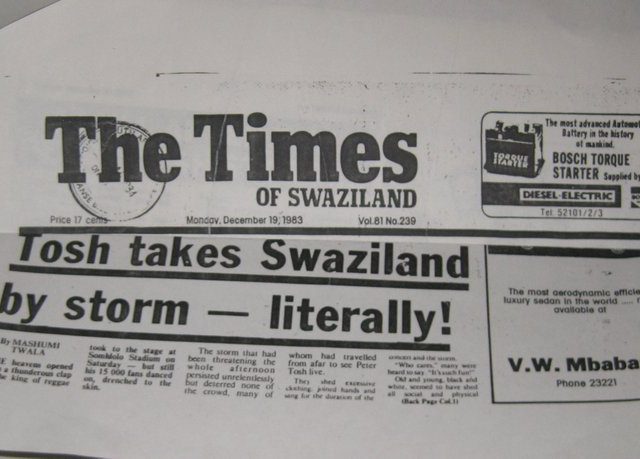 The Times
OF SWAZILAND
Price 17 cents
Monday, December 19, 1983
Vol.81 No.239
The most advanced Automot
Battery in the history
of mankind.
TORQUE
STARTER
BOSCH TORQUE
STARTER Supplied by
DIESEL-ELECTRIC
Tel: 52101/2/3
Tosh takes Swaziland
by storm — literally!
By MASHUMI
TWALA
E heavens opened
a thunderous clap
he king of reggae
took to the stage at
Somhlolo Stadium on
Saturday — but still
his 15 000 fans danced
on, drenched to the
skin.
The storm that had
been threatening the
whole afternoon
persisted unrelentlessly
but deterred none of
the crowd, many of
whom had travelled
from afar to see Peter
Tosh live.
They shed excessive
clothing, joined hands and
sang for the duration of the
concert and the storm.
"Who cares," many were
heard to say. "It's such fun!"
Old and young, black and
white, seemed to have shed
all social and physical
(Back Page Col.1)
The most aerodynamic efficie
luxury sedan in the world ....
available at
V.W. Mbaba
Phone 23221